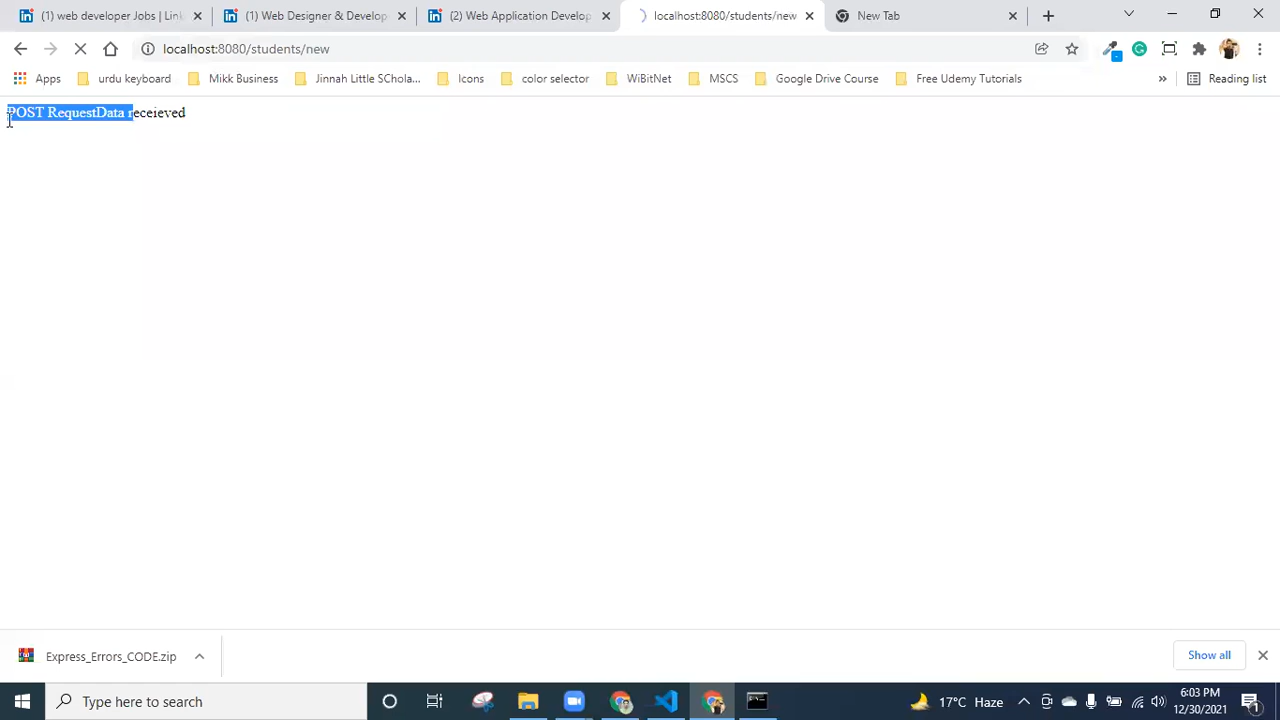 (1) web developer Jobs | Link
(1) Web Designer & Develop
(2) Web Application Develop
localhost:8080/students/new
New Tab
localhost:8080/students/new
Apps
urdu keyboard
Mikk Business
Jinnah Little SChola...
Icons
color selector
WiBitNet
MSCS
Google Drive Course
Free Udemy Tutorials
»
Reading list
POST RequestData receieved
Express_Errors_CODE.zip
Show all
Type here to search
17°C Haze
6:03 PM
12/30/2021
1